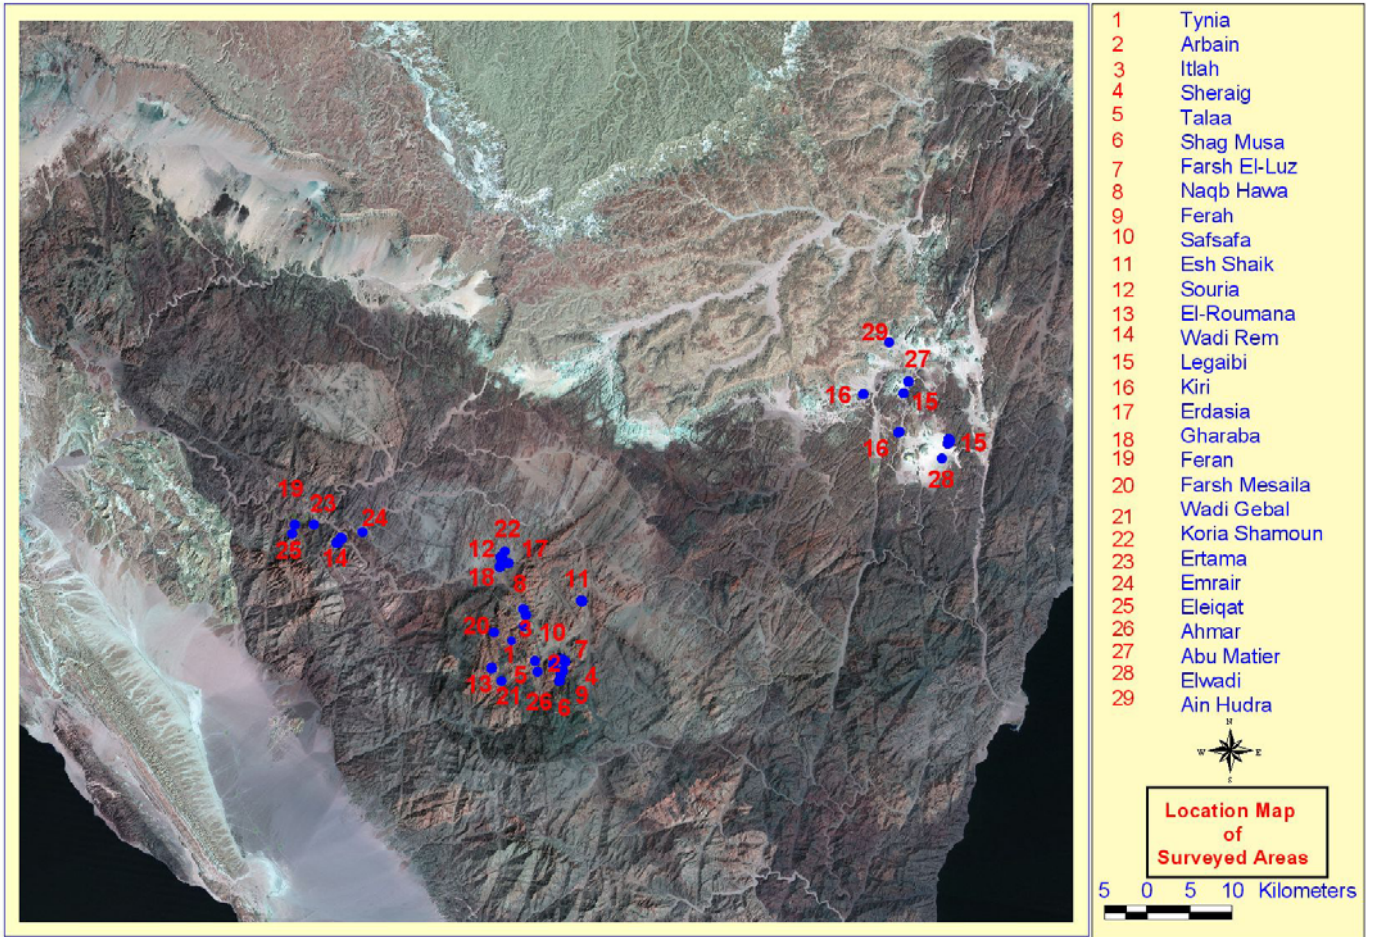 29
27
16
15
16
15
28
19
23
24
25
14
22
12
17
18
8
11
20
3
10
1
2
7
13
5
4
21
26
9
6
1 Tynia
2 Arbain
3 Itlah
4 Sheraig
5 Talaa
6 Shag Musa
7 Farsh El-Luz
8 Naqb Hawa
9 Ferah
10 Safsafa
11 Esh Shaik
12 Souria
13 El-Roumana
14 Wadi Rem
15 Legaibi
16 Kiri
17 Erdasia
18 Gharaba
19 Feran
20 Farsh Mesaila
21 Wadi Gebal
22 Koria Shamoun
23 Ertama
24 Emrair
25 Eleiqat
26 Ahmar
27 Abu Matier
28 Elwadi
29 Ain Hudra
N
W E
S
Location Map
of
Surveyed Areas
5 0 5 10 Kilometers